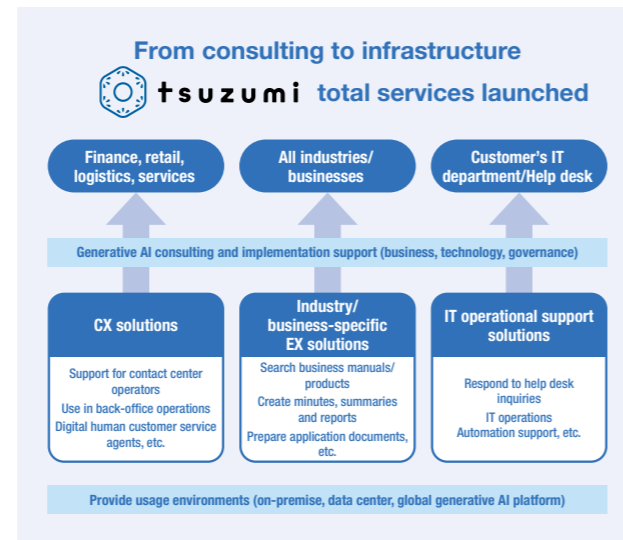 From consulting to infrastructure
tsuzumi total services launched
Finance, retail,
logistics, services
All industries/
businesses
Customer's IT
department/Help desk
Generative AI consulting and implementation support (business, technology, governance)
CX solutions
Support for contact center
operators
Use in back-office operations
Digital human customer service
agents, etc.
Industry/
business-specific
EX solutions
Search business manuals/
products
Create minutes, summaries
and reports
Prepare application documents,
etc.
IT operational support
solutions
Respond to help desk
inquiries
IT operations
Automation support, etc.
Provide usage environments (on-premise, data center, global generative AI platform)